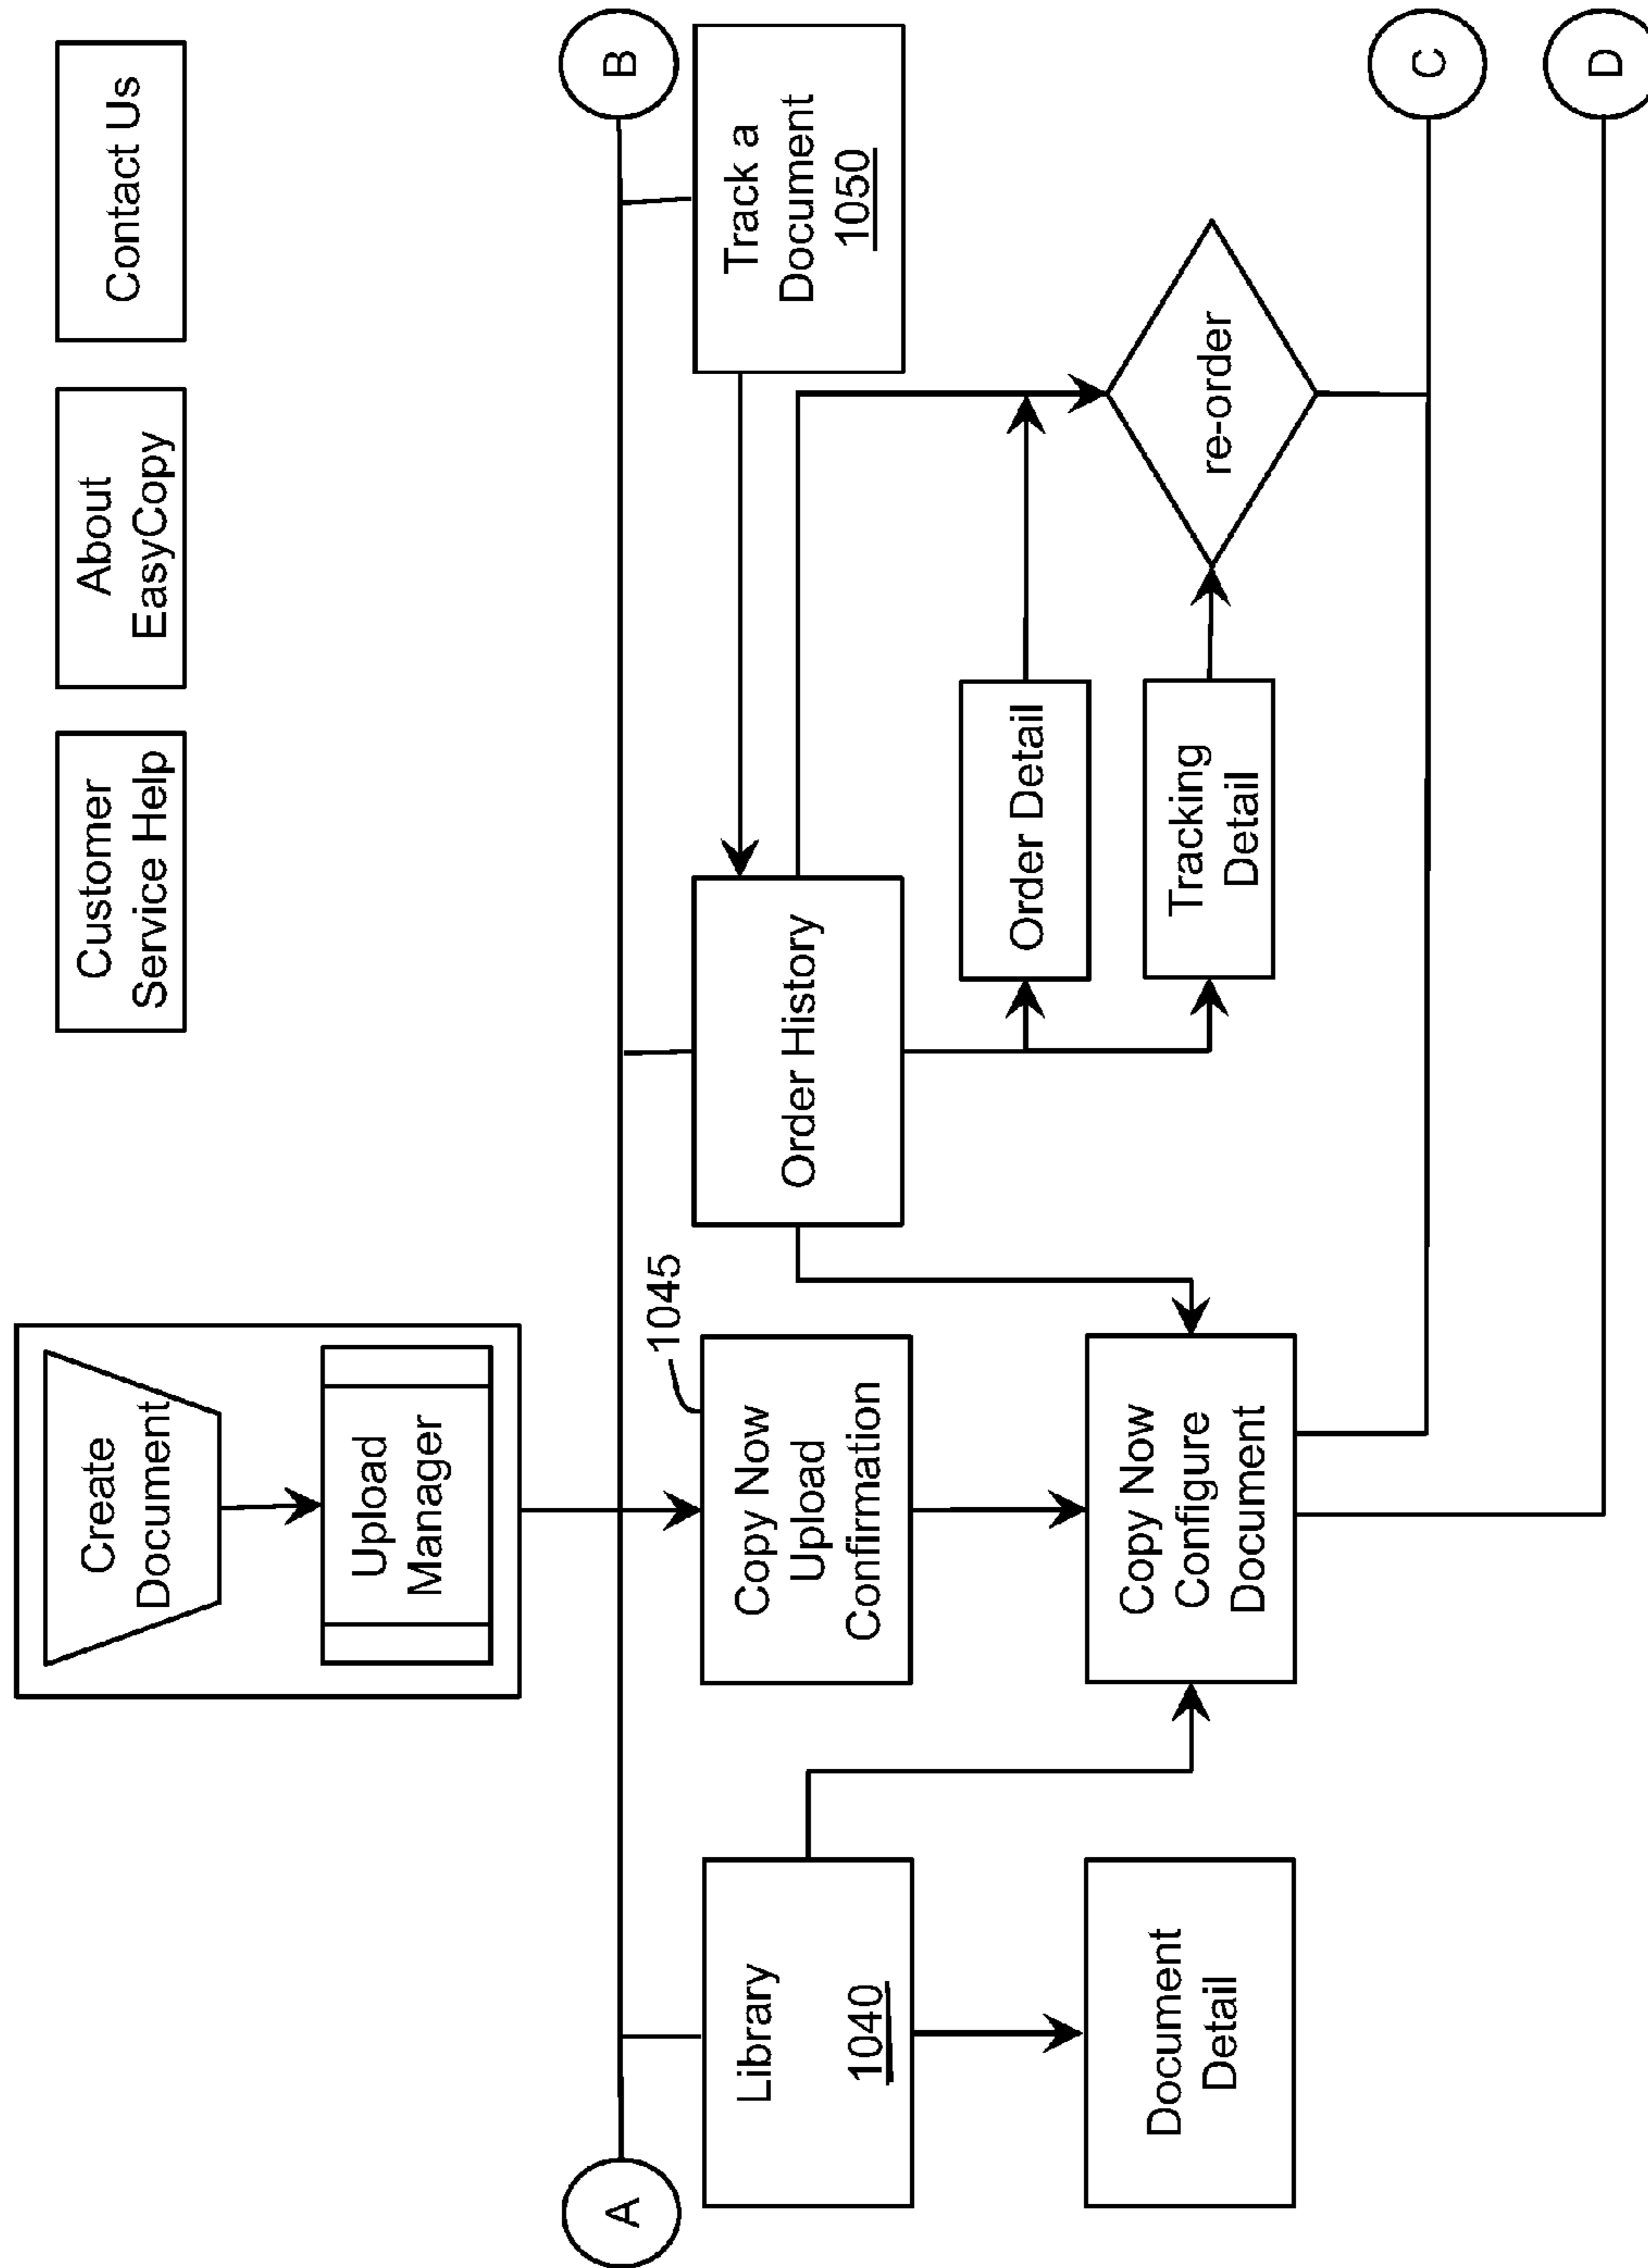 Create
Document
Upload
Manager
Customer
Service Help
About
EasyCopy
Contact Us
A
B
Library
1040
Copy Now
Upload
Confirmation
1045
Order History
Track a
Document
1050
Order Detail
Tracking
Detail
re-order
Document
Detail
Copy Now
Configure
Document
C
D